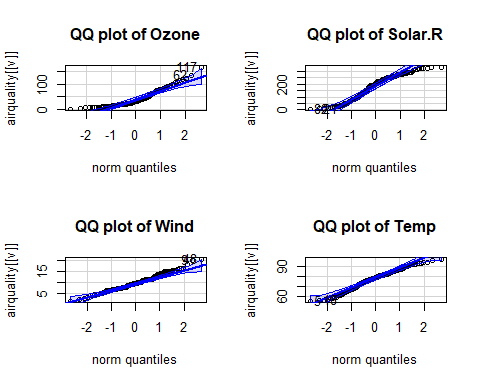 QQ plot of Ozone
airquality[[v]]
0 100
117
62
-2 -1 0 1 2
norm quantiles
QQ plot of Solar.R
airquality[[v]]
0 200
-2 -1 0 1 2
norm quantiles
QQ plot of Wind
airquality[[v]]
5 15
48
-2 -1 0 1 2
norm quantiles
QQ plot of Temp
airquality[[v]]
60 90
-2 -1 0 1 2
norm quantiles